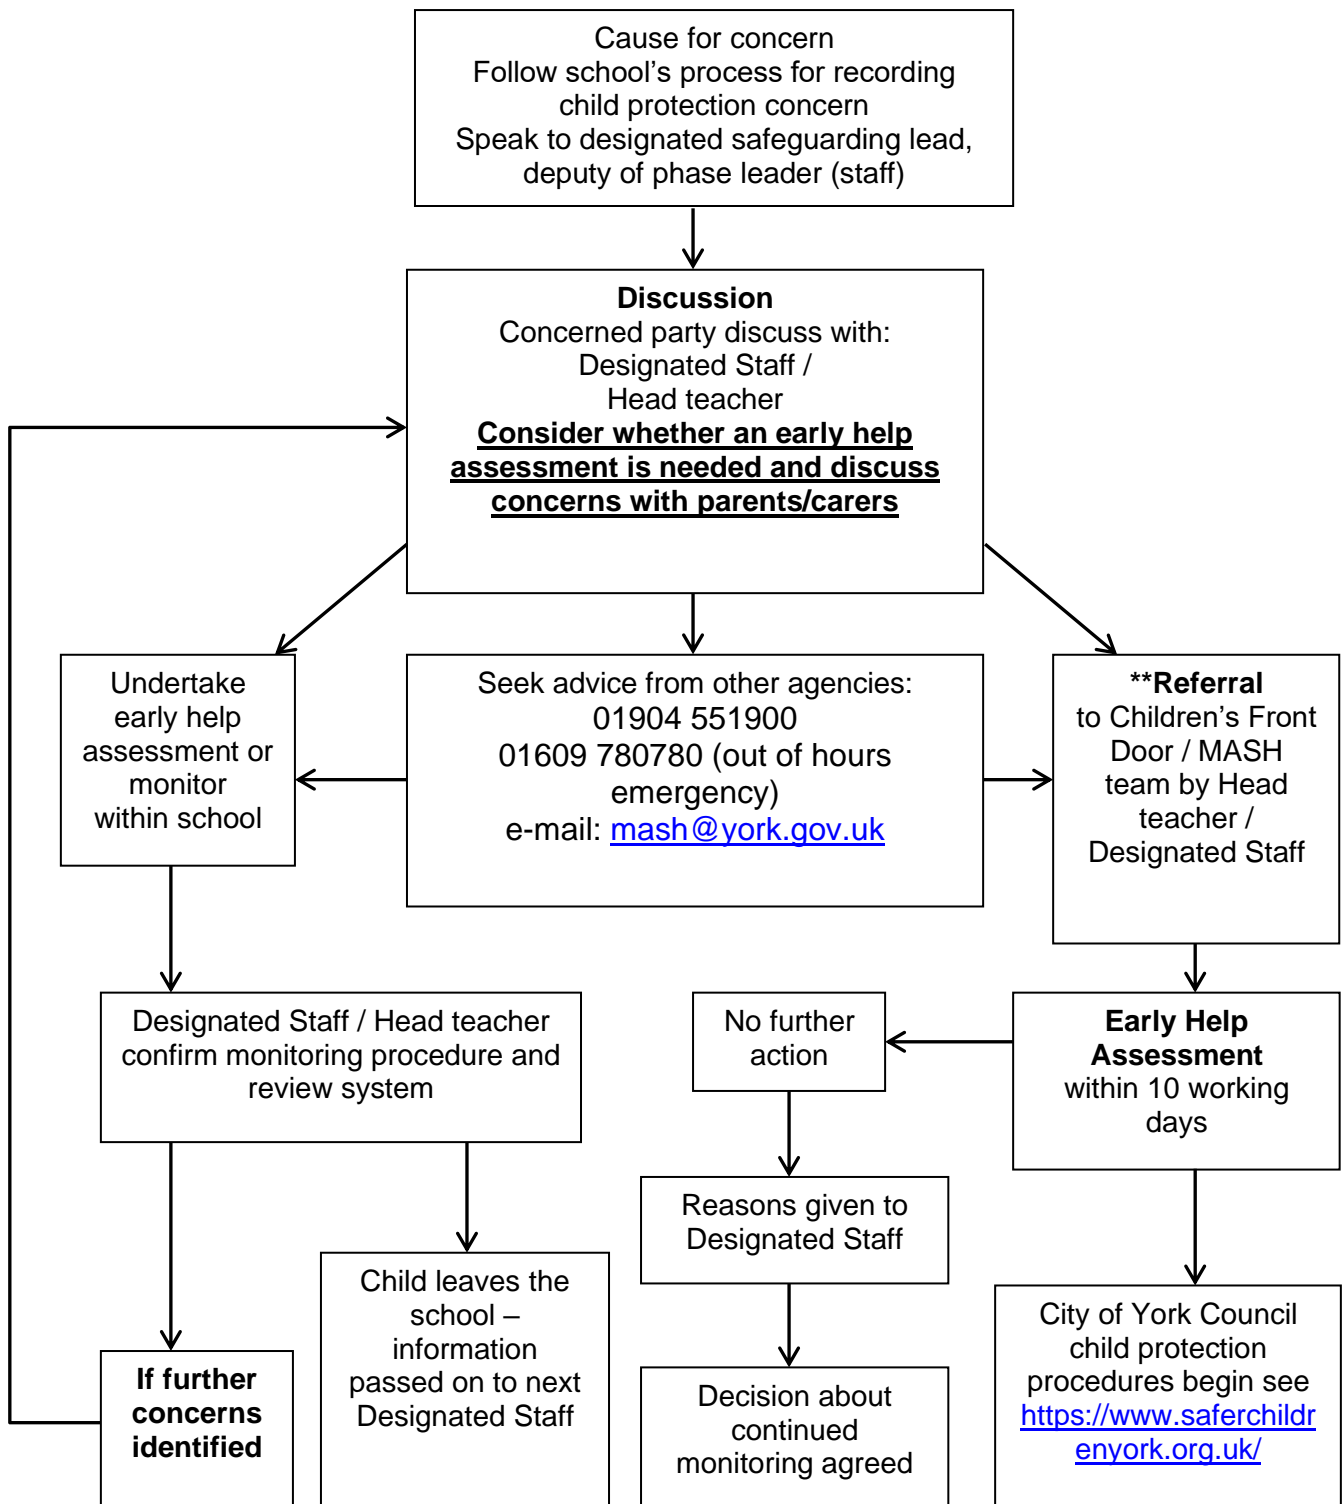 Cause for concern
Follow school's process for recording
child protection concern
Speak to designated safeguarding lead,
deputy of phase leader (staff)
Discussion
Concerned party discuss with:
Designated Staff /
Head teacher
Consider whether an early help
assessment is needed and discuss
concerns with parents/carers
Undertake
early help
assessment or
monitor
within school
Seek advice from other agencies:
01904 551900
01609 780780 (out of hours
emergency)
e-mail: mash@york.gov.uk
**Referral
to Children's Front
Door / MASH
team by Head
teacher /
Designated Staff
Designated Staff / Head teacher
confirm monitoring procedure and
review system
No further
action
Early Help
Assessment
within 10 working
days
Reasons given to
Designated Staff
Child leaves the
school –
information
passed on to next
Designated Staff
City of York Council
child protection
procedures begin see
https://www.saferchildr
enyork.org.uk/
If further
concerns
identified
Decision about
continued
monitoring agreed